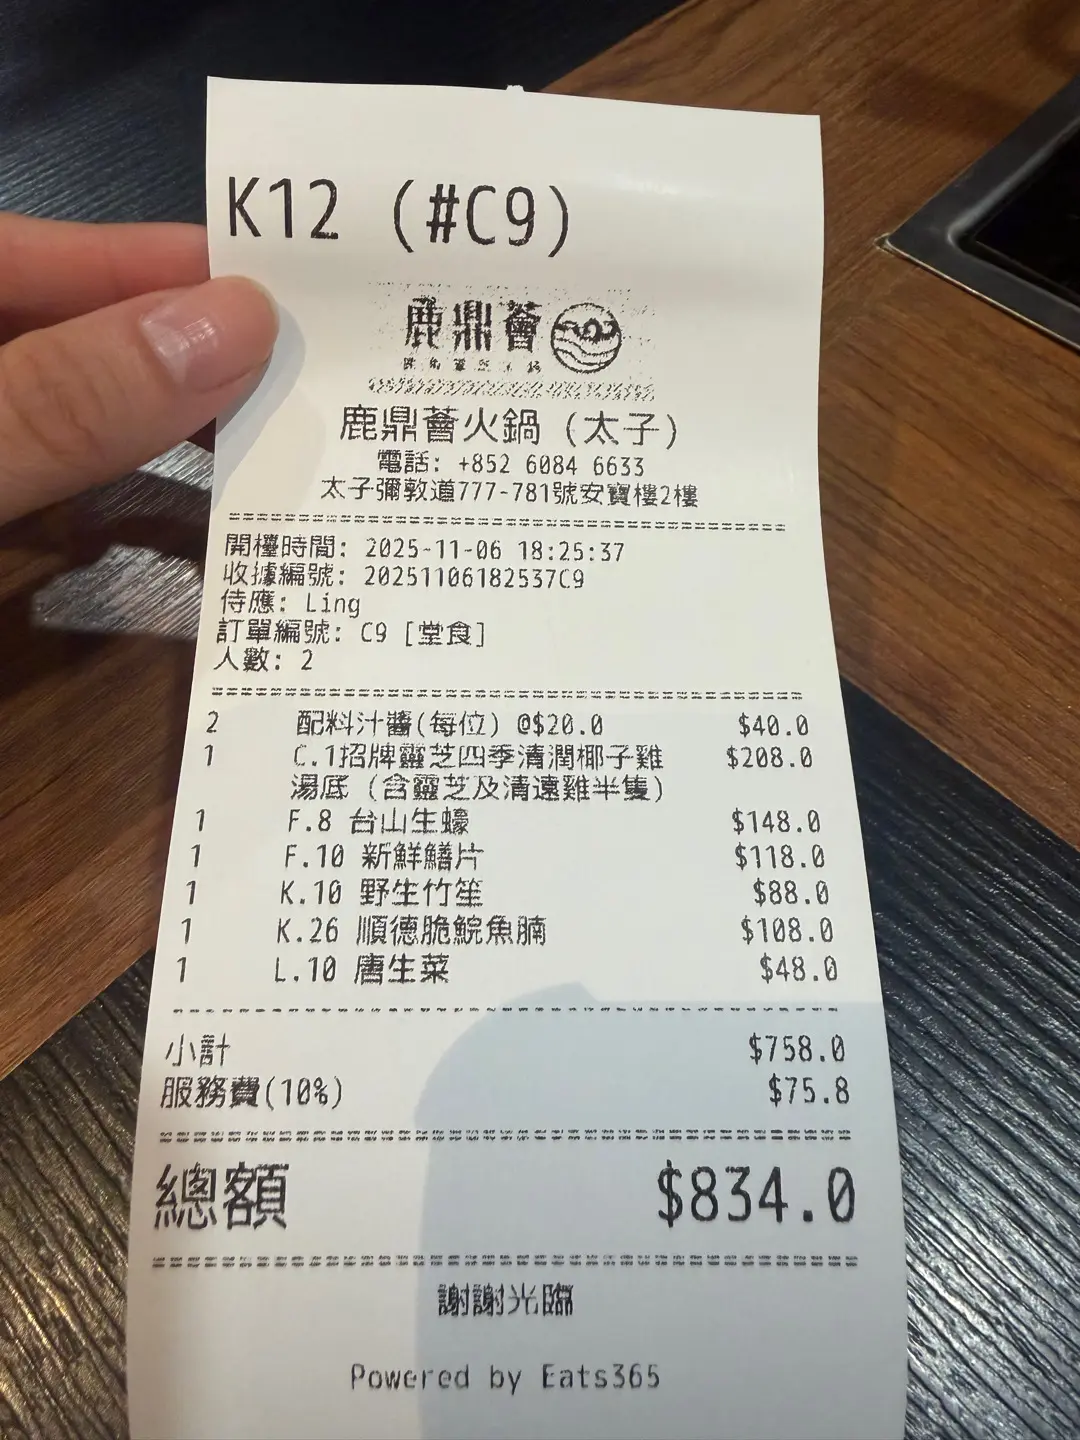 K12 (#C9)
鹿鼎薈
鹿鼎薈火鍋 (太子)
電話: +852 6084 6633
太子彌敦道777-781號安寶樓2樓
開檯時間: 2025-11-06 18:25:37
收據編號: 20251106182537C9
侍應: Ling
訂單編號: C9 [堂食]
人數: 2
2 配料汁醬(每位) @$20.0 $40.0
1 C.1招牌靈芝四季清潤椰子雞 $208.0
湯底 (含靈芝及清遠雞半隻)
1 F.8 台山生蠔 $148.0
1 F.10 新鮮鱔片 $118.0
1 K.10 野生竹笙 $88.0
1 K.26 順德脆鯇魚腩 $108.0
1 L.10 唐生菜 $48.0
小計 $758.0
服務費(10%) $75.8
總額 $834.0
謝謝光臨
Powered by Eats365